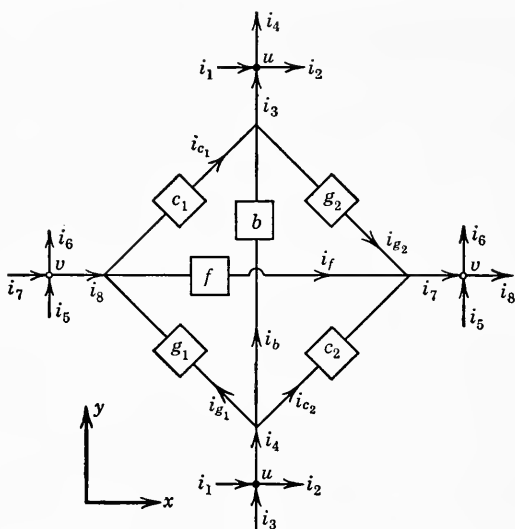 i4
i1 u i2
i3
ic1
c1 g2
b
i6 i6
ig2
v f if v
i7 i8 i7 i8
i5 i5
ib
g1 c2
ig1 ic2
y i4
i1 u i2
x
i3